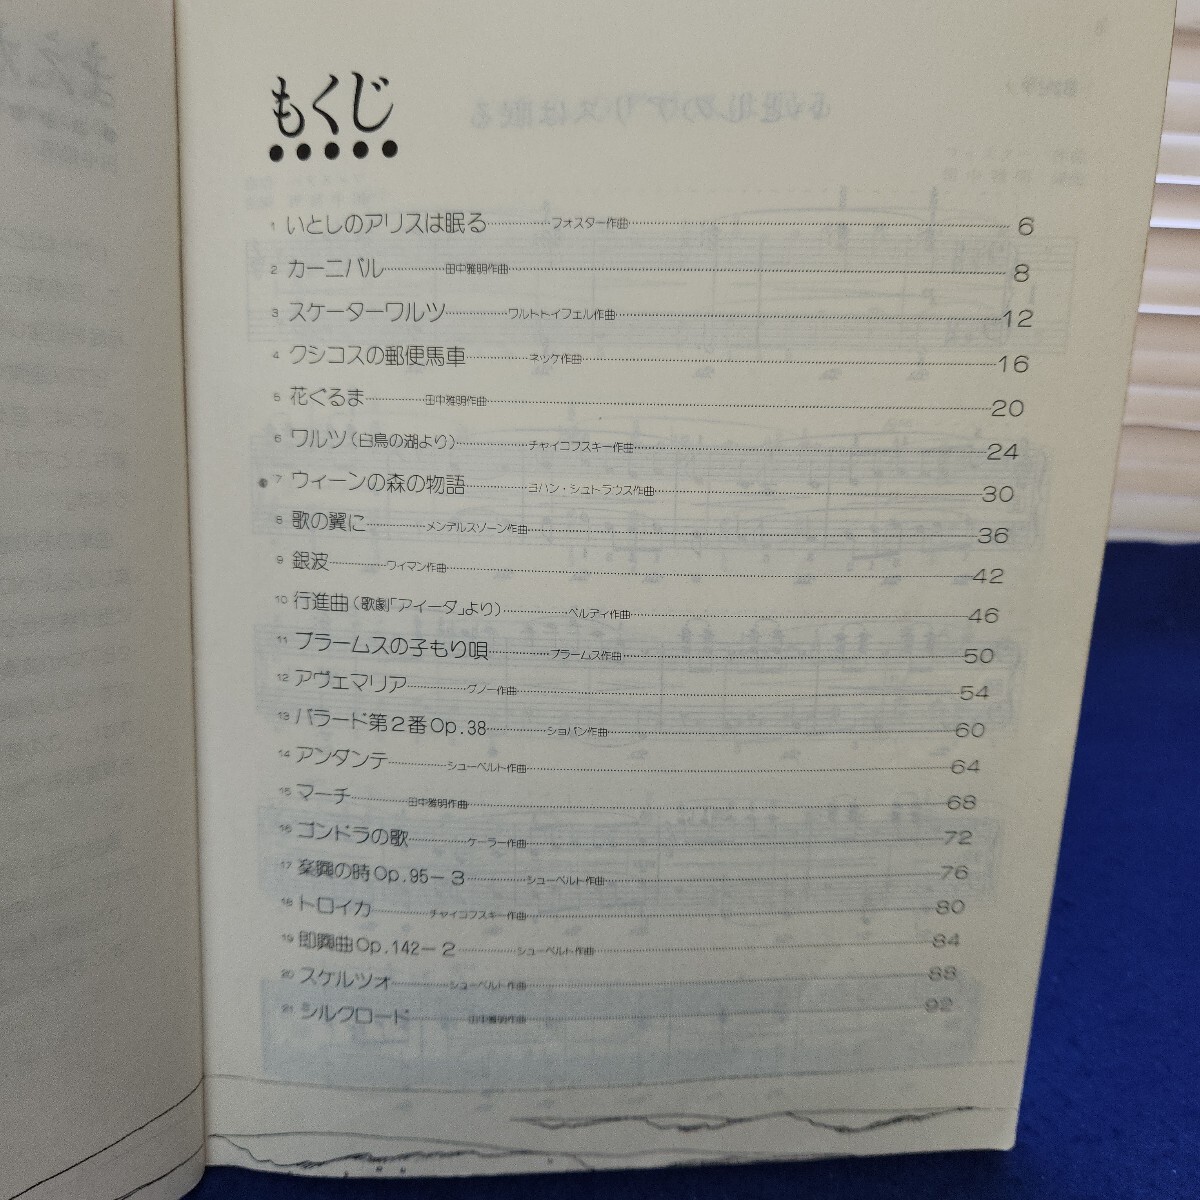 もくじ
1 いとしのアリスは眠る フォスター作曲 6
2 カーニバル 田中雅明作曲 8
3 スケーターワルツ ワルトトイフェル作曲 12
4 クシコスの郵便馬車 ネッケ作曲 16
5 花ぐるま 田中雅明作曲 20
6 ワルツ(白鳥の湖より) チャイコフスキー作曲 24
7 ウィーンの森の物語 ヨハン・シュトラウス作曲 30
8 歌の翼に メンデルスゾーン作曲 36
9 銀波 ワイマン作曲 42
10 行進曲(歌劇「アイーダ」より) ベルディ作曲 46
11 ブラームスの子もり唄 ブラームス作曲 50
12 アヴェマリア グノー作曲 54
13 バラード第2番Op.38 ショパン作曲 60
14 アンダンテ シューベルト作曲 64
15 マーチ 田中雅明作曲 68
16 ゴンドラの歌 ケーラー作曲 72
17 楽興の時Op.95-3 シューベルト作曲 76
18 トロイカ チャイコフスキー作曲 80
19 即興曲Op.142-2 シューベルト作曲 84
20 スケルツォ シューベルト作曲 88
21 シルクロード 田中雅明作曲 92